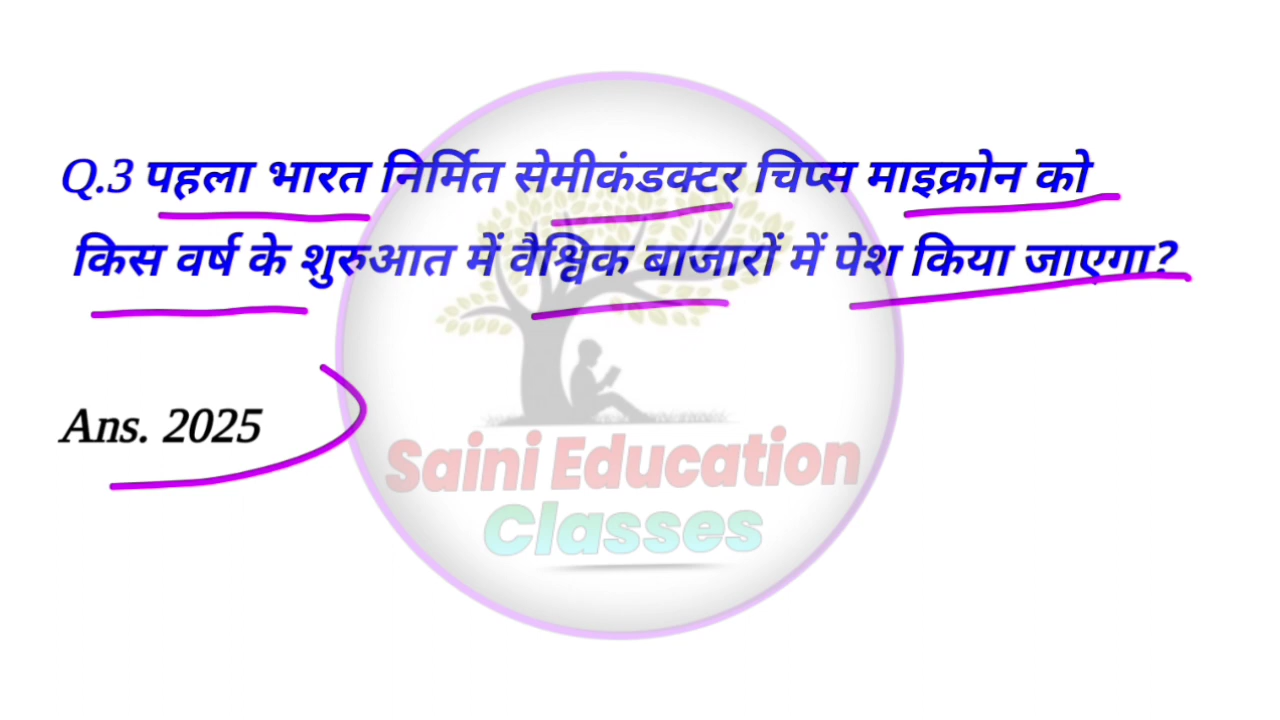 Q.3 पहला भारत निर्मित सेमीकंडक्टर चिप्स माइक्रोन को
किस वर्ष के शुरुआत में वैश्विक बाजारों में पेश किया जाएगा?
Ans. 2025
Saini Education
Classes